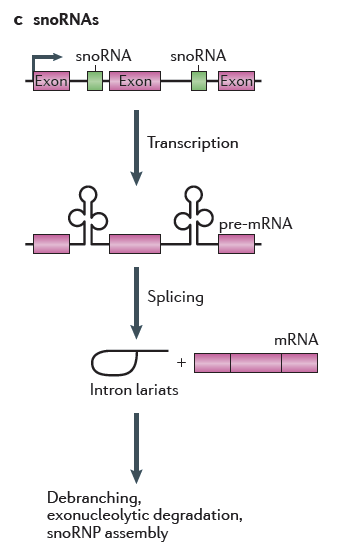 c snoRNAs
snoRNA snoRNA
Exon Exon Exon
Transcription
pre-mRNA
Splicing
mRNA
+
Intron lariats
Debranching,
exonucleolytic degradation,
snoRNP assembly